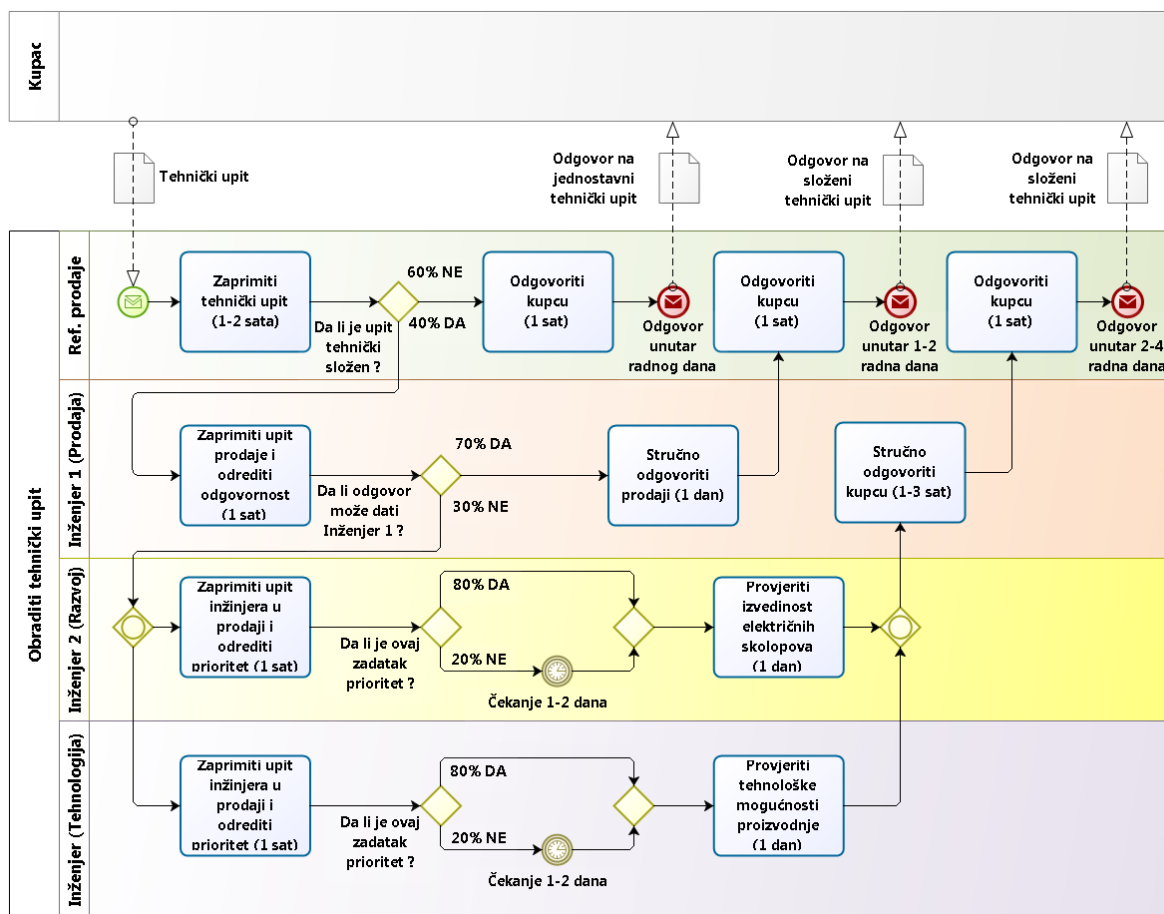 Kupac
Tehnički upit
Odgovor na
jednostavni
tehnički upit
Odgovor na
složeni
tehnički upit
Odgovor na
složeni
tehnički upit
Obraditi tehnički upit
Ref. prodaje
Zaprimiti
tehnički upit
(1-2 sata)
Da li je upit
tehnički
složen ?
60% NE
40% DA
Odgovoriti
kupcu
(1 sat)
Odgovor
unutar
radnog dana
Odgovoriti
kupcu
(1 sat)
Odgovor
unutar 1-2
radna dana
Odgovoriti
kupcu
(1 sat)
Odgovor
unutar 2-4
radna dana
Inženjer 1 (Prodaja)
Zaprimiti upit
prodaje i
odrediti
odgovornost
(1 sat)
Da li odgovor
može dati
Inženjer 1 ?
70% DA
30% NE
Stručno
odgovoriti
prodaji (1 dan)
Stručno
odgovoriti
kupcu (1-3 sat)
Inženjer 2 (Razvoj)
Zaprimiti upit
inžinjera u
prodaji i
odrediti
prioritet (1 sat)
Da li je ovaj
zadatak
prioritet ?
80% DA
20% NE
Čekanje 1-2 dana
Provjeriti
izvedinost
električnih
skolopova
(1 dan)
Inženjer (Tehnologija)
Zaprimiti upit
inžinjera u
prodaji i
odrediti
prioritet (1 sat)
Da li je ovaj
zadatak
prioritet ?
80% DA
20% NE
Čekanje 1-2 dana
Provjeriti
tehnološke
mogućnosti
proizvodnje
(1 dan)